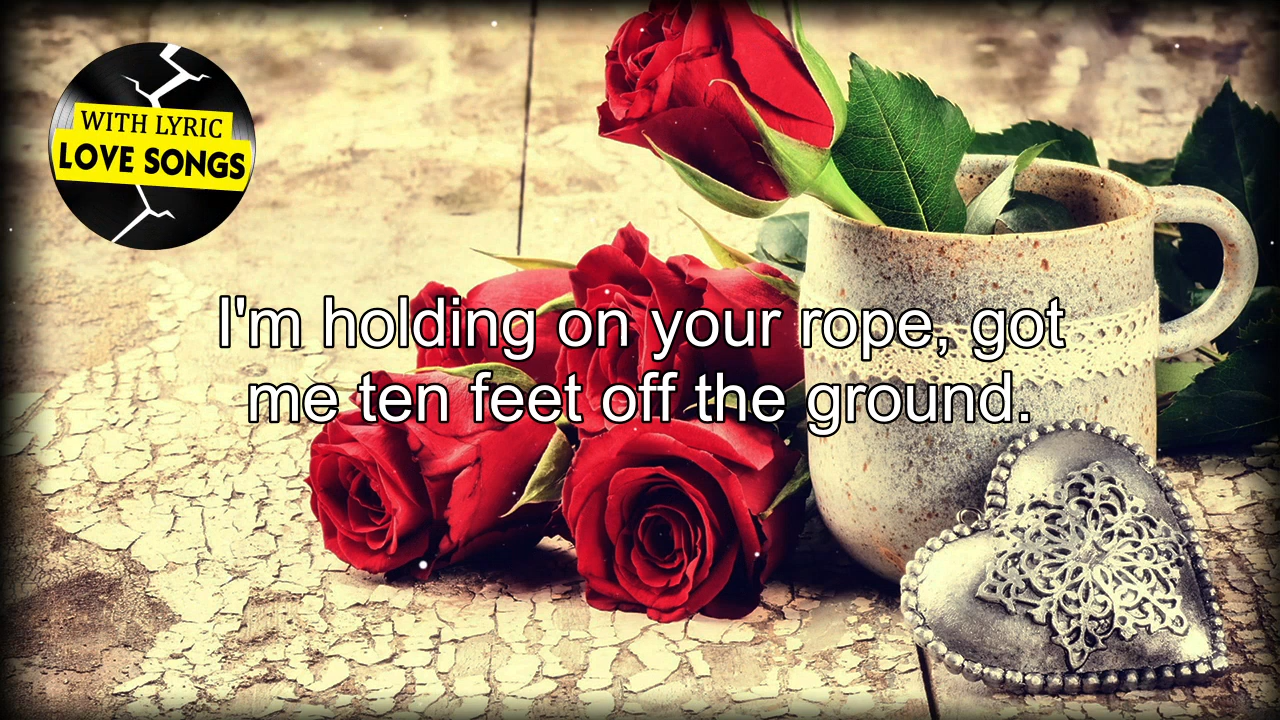 WITH LYRIC
LOVE SONGS
I'm holding on your rope, got
me ten feet off the ground.